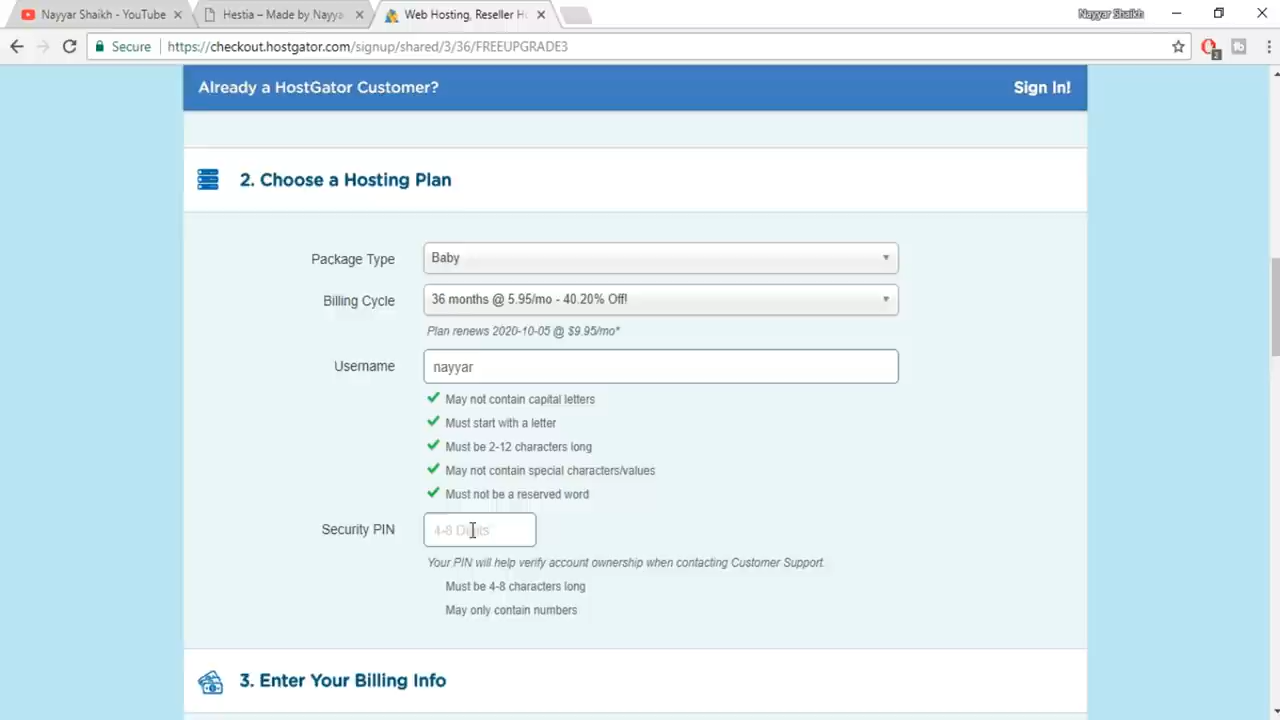 Nayyar Shaikh - YouTube
Hestia – Made by Nayya
Web Hosting, Reseller H
Nayyar Shaikh
Secure
https://checkout.hostgator.com/signup/shared/3/36/FREEUPGRADE3
2
Already a HostGator Customer?
Sign In!
2. Choose a Hosting Plan
Package Type
Baby
Billing Cycle
36 months @ 5.95/mo - 40.20% Off!
Plan renews 2020-10-05 @ $9.95/mo*
Username
nayyar
May not contain capital letters
Must start with a letter
Must be 2-12 characters long
May not contain special characters/values
Must not be a reserved word
Security PIN
4-8 Digits
Your PIN will help verify account ownership when contacting Customer Support
Must be 4-8 characters long
May only contain numbers
3. Enter Your Billing Info